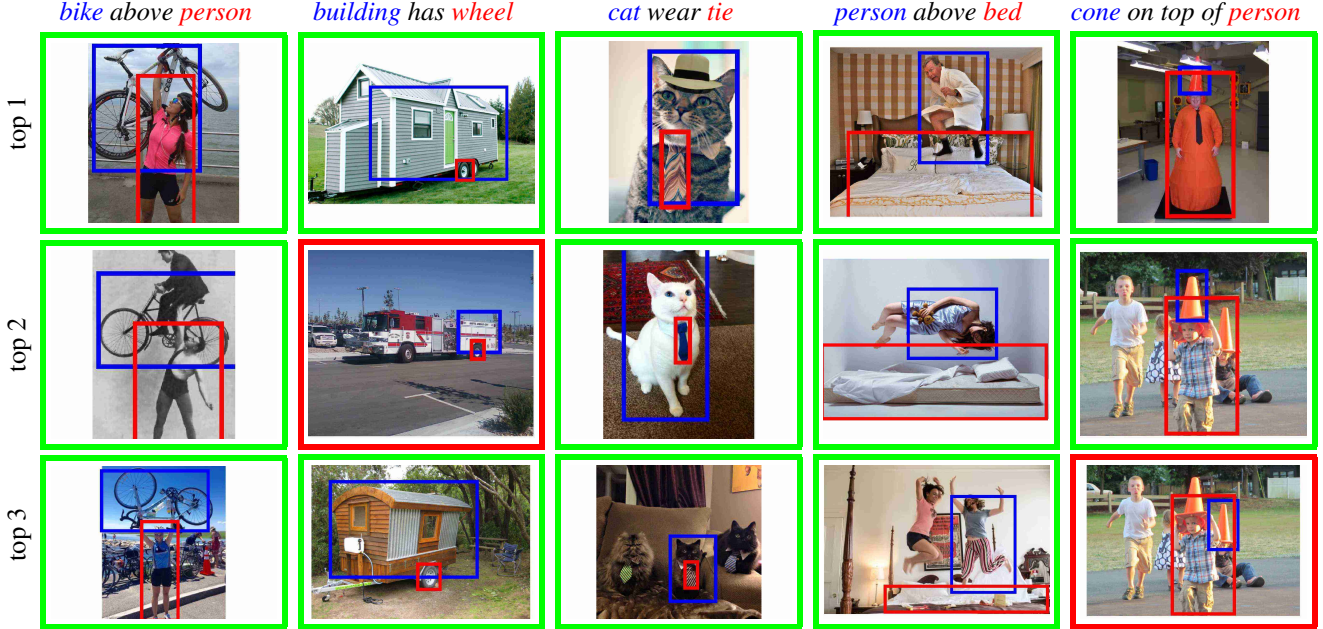 bike above person
building has wheel
cat wear tie
person above bed
cone on top of person
top 1
top 2
top 3